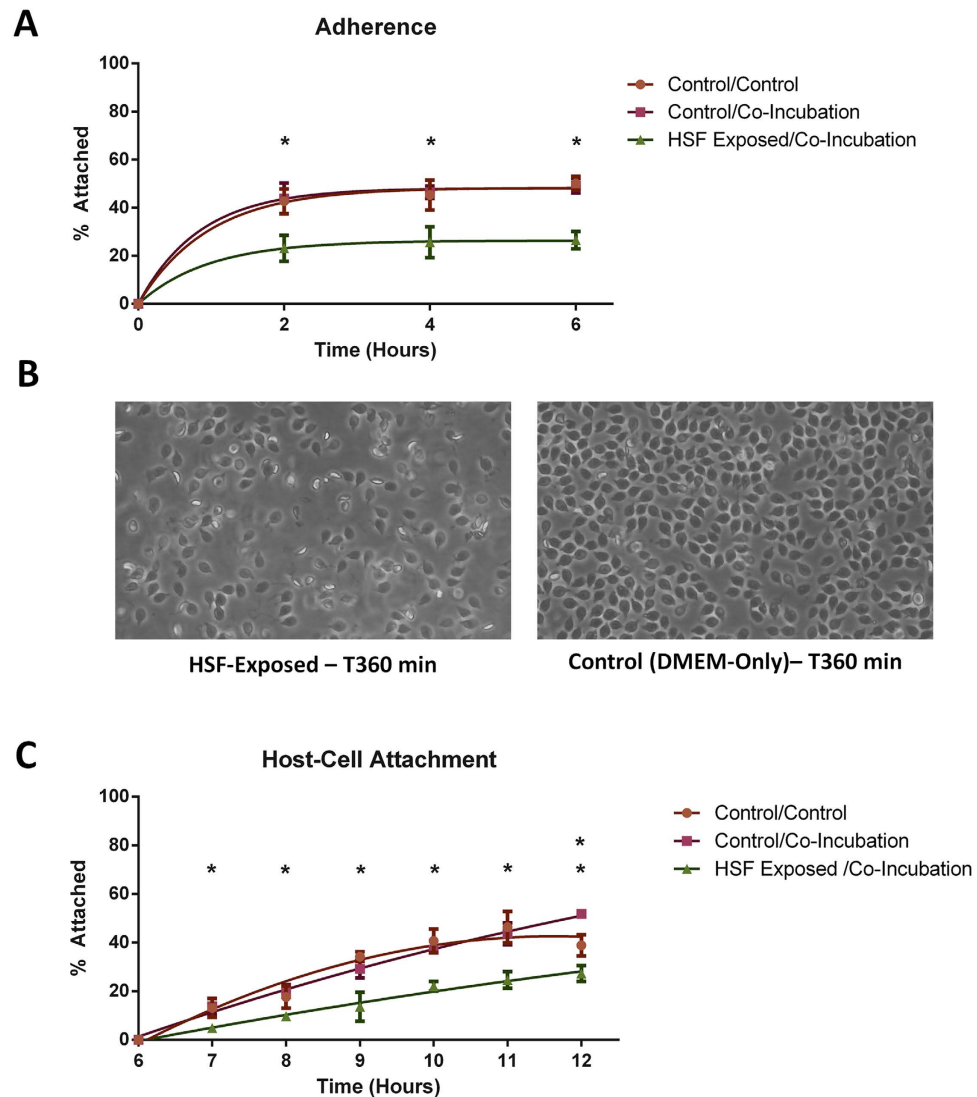 A
Adherence
100
80
60
40
20
0
% Attached
* * *
0 2 4 6
Time (Hours)
Control/Control
Control/Co-Incubation
HSF Exposed/Co-Incubation
B
HSF-Exposed – T360 min
Control (DMEM-Only)– T360 min
C
Host-Cell Attachment
100
80
60
40
20
0
% Attached
*
* * * * * *
6 7 8 9 10 11 12
Time (Hours)
Control/Control
Control/Co-Incubation
HSF Exposed /Co-Incubation